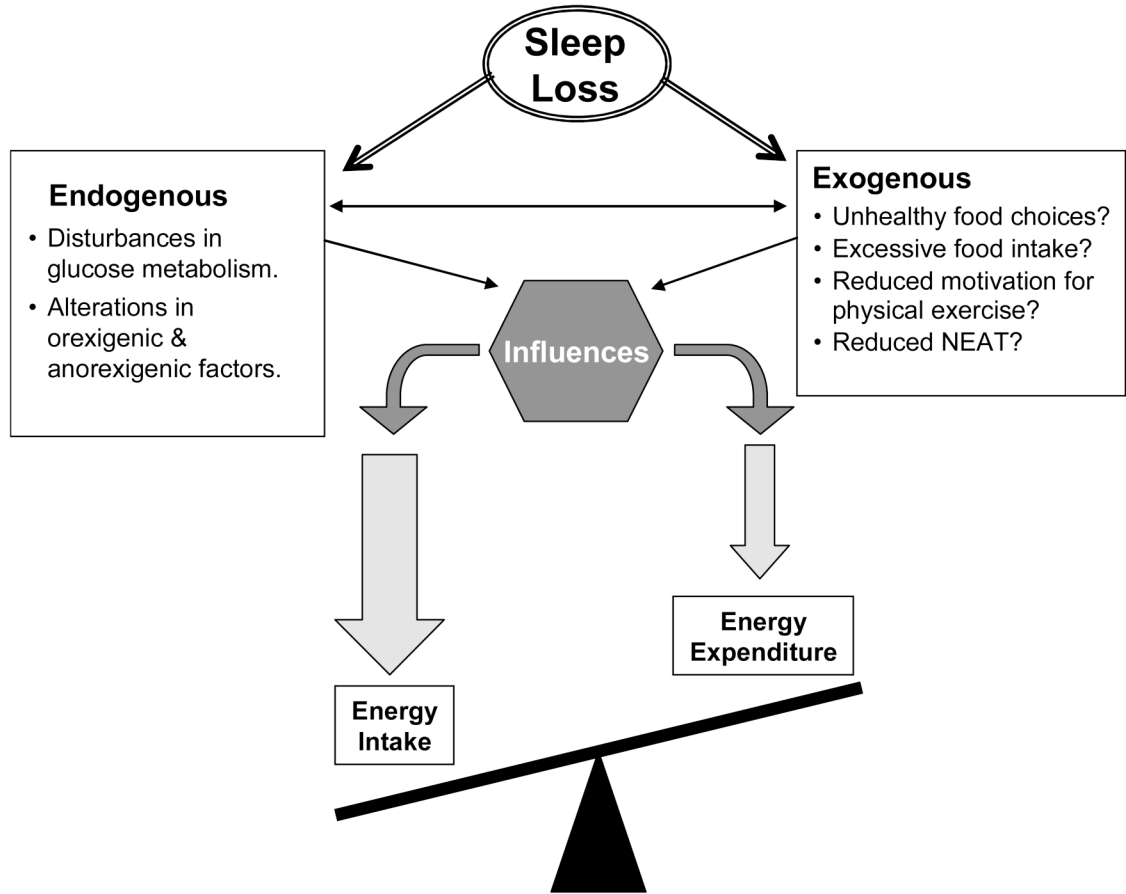 Sleep
Loss
Endogenous
• Disturbances in
glucose metabolism.
• Alterations in
orexigenic &
anorexigenic factors.
Exogenous
• Unhealthy food choices?
• Excessive food intake?
• Reduced motivation for
physical exercise?
• Reduced NEAT?
Influences
Energy
Intake
Energy
Expenditure